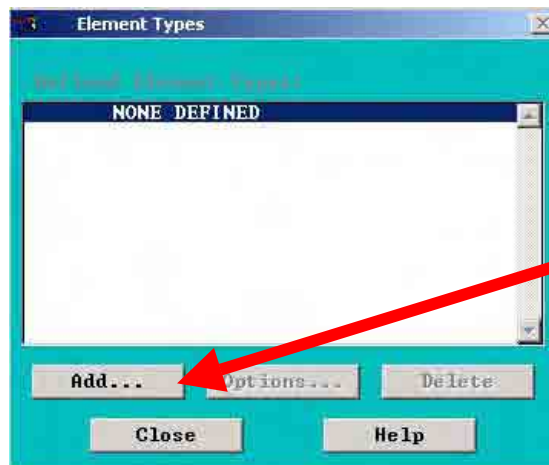 Element Types
Defined Element Types:
NONE DEFINED
Add...
Options...
Delete
Close
Help